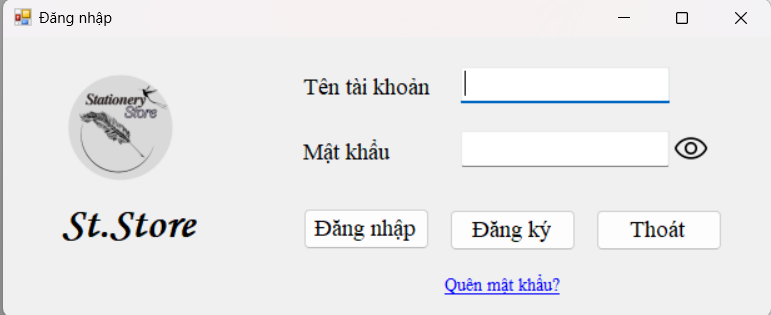 Đăng nhập
Stationery
Store
St.Store
Tên tài khoản
Mật khẩu
Đăng nhập
Đăng ký
Thoát
Quên mật khẩu?